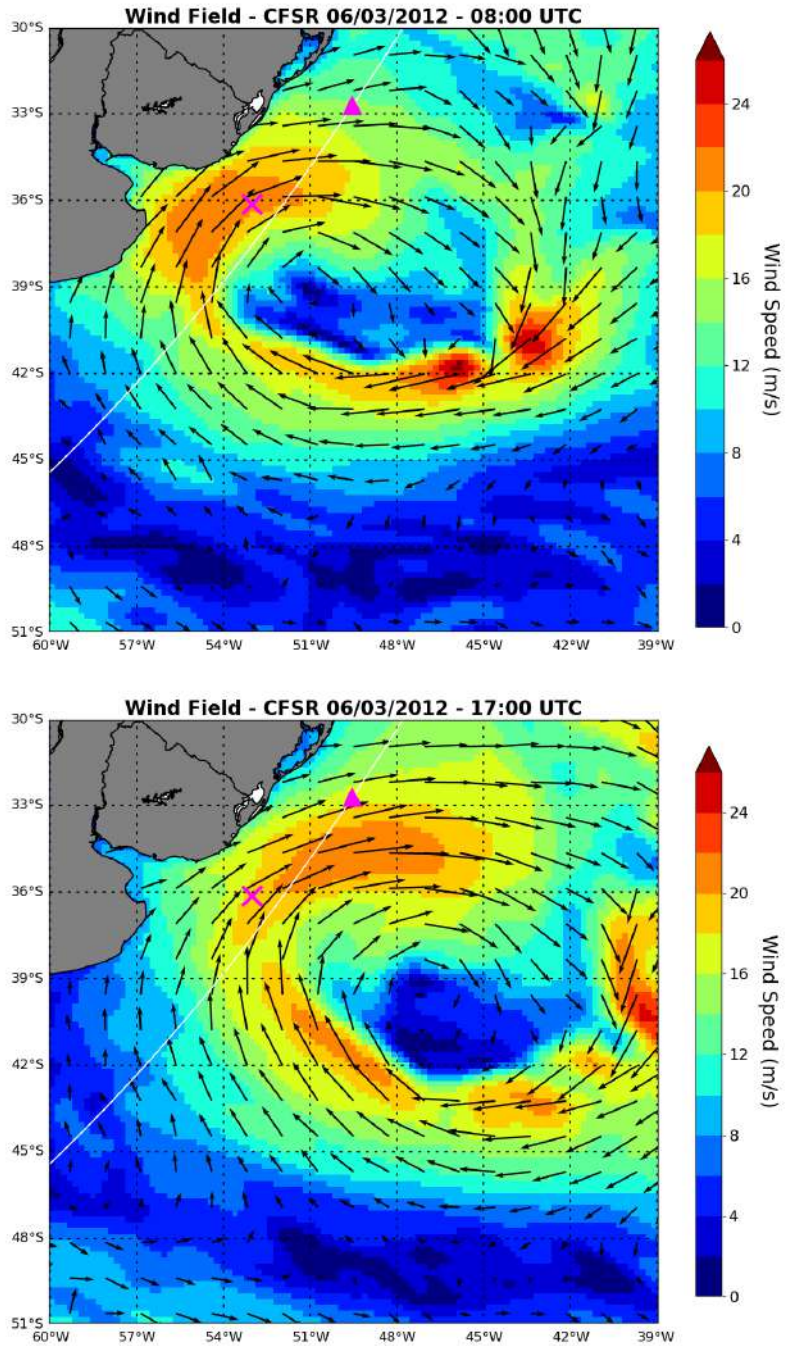 Wind Field - CFSR 06/03/2012 - 08:00 UTC
30°S
33°S
36°S
39°S
42°S
45°S
48°S
51°S
60°W 57°W 54°W 51°W 48°W 45°W 42°W 39°W
24
20
16
12
8
4
0
Wind Speed (m/s)
Wind Field - CFSR 06/03/2012 - 17:00 UTC
30°S
33°S
36°S
39°S
42°S
45°S
48°S
51°S
60°W 57°W 54°W 51°W 48°W 45°W 42°W 39°W
24
20
16
12
8
4
0
Wind Speed (m/s)